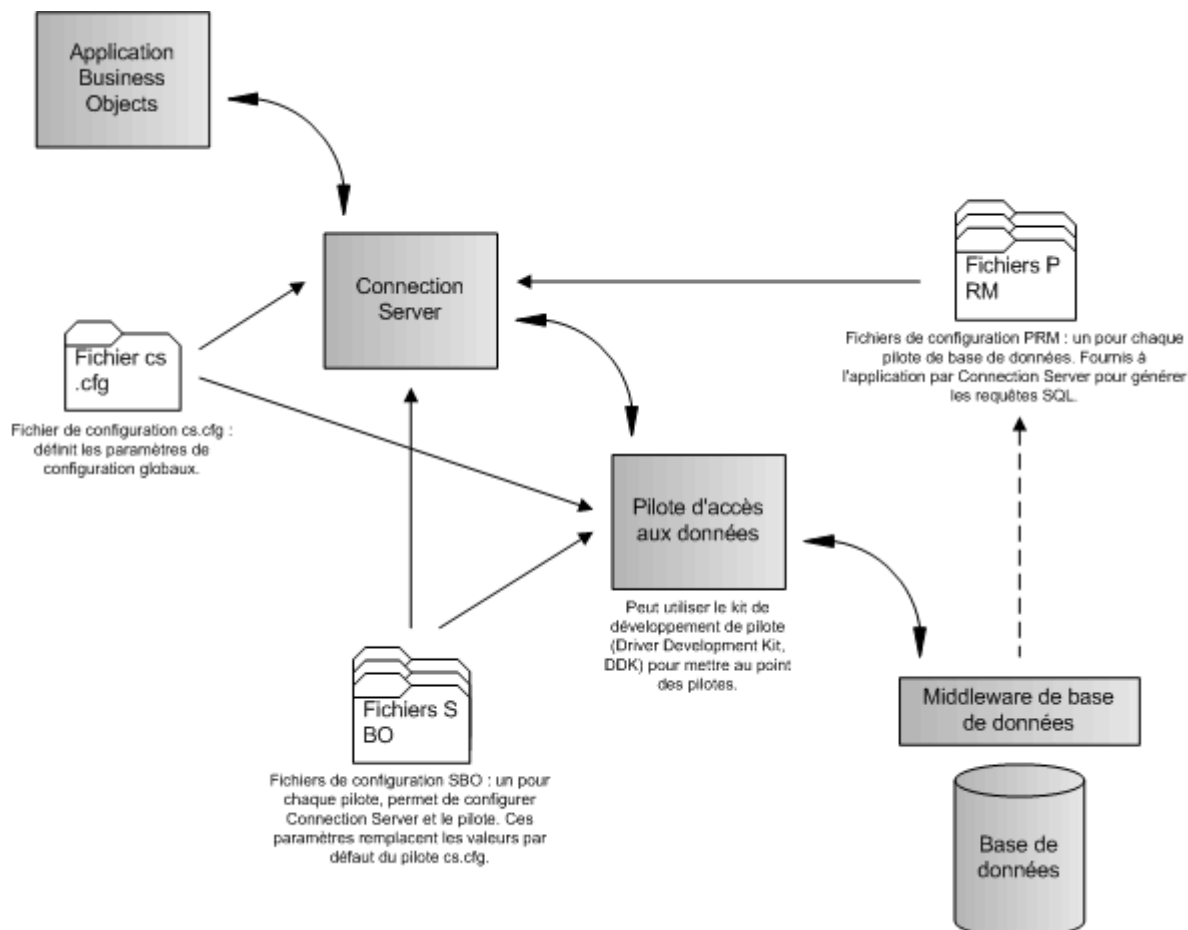 Application
Business
Objects
Connection
Server
Fichiers P
RM
Fichiers de configuration PRM : un pour chaque
pilote de base de données. Fournis à
l'application par Connection Server pour générer
les requêtes SQL.
Fichier cs
.cfg
Fichier de configuration cs.cfg :
définit les paramètres de
configuration globaux.
Pilote d'accès
aux données
Peut utiliser le kit de
développement de pilote
(Driver Development Kit,
DDK) pour mettre au point
des pilotes.
Fichiers S
BO
Fichiers de configuration SBO : un pour
chaque pilote, permet de configurer
Connection Server et le pilote. Ces
paramètres remplacent les valeurs par
défaut du pilote cs.cfg.
Middleware de base
de données
Base de
données